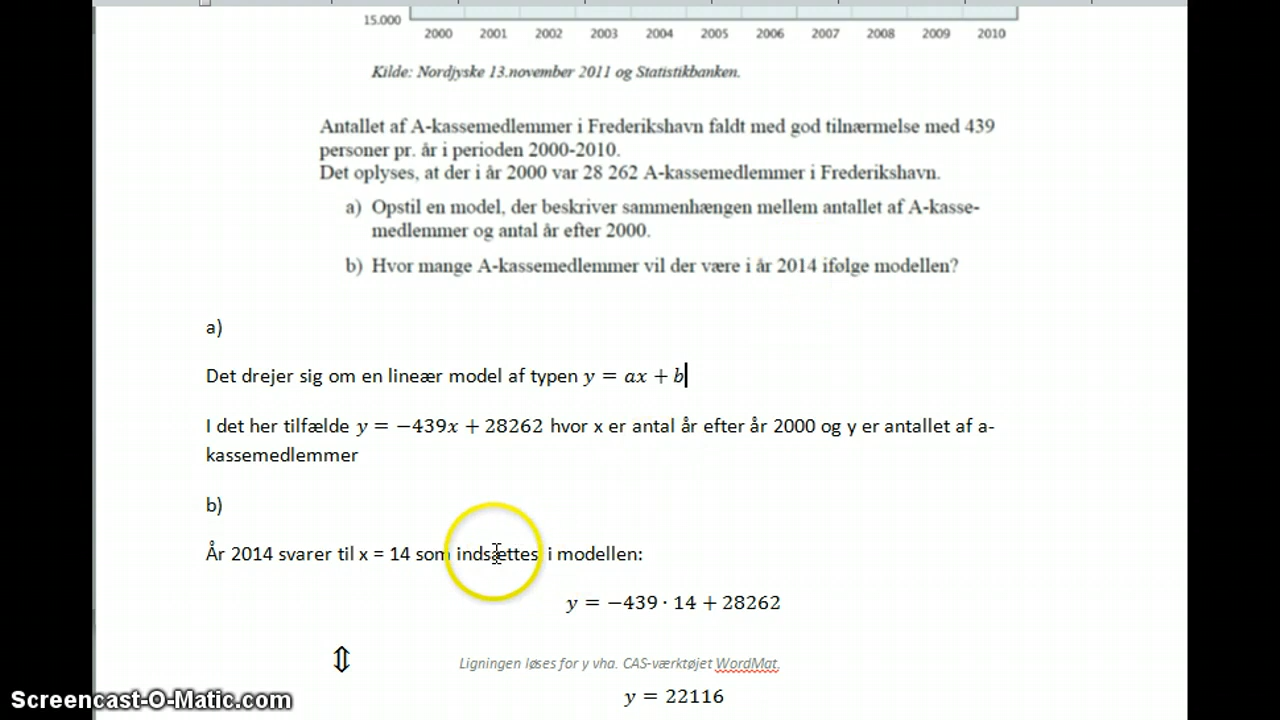 15.000
2000 2001 2002 2003 2004 2005 2006 2007 2008 2009 2010
Kilde: Nordjyske 13.november 2011 og Statistikbanken.
Antallet af A-kassemedlemmer i Frederikshavn faldt med god tilnærmelse med 439
personer pr. år i perioden 2000-2010.
Det oplyses, at der i år 2000 var 28 262 A-kassemedlemmer i Frederikshavn.
a) Opstil en model, der beskriver sammenhængen mellem antallet af A-kasse-
medlemmer og antal år efter 2000.
b) Hvor mange A-kassemedlemmer vil der være i år 2014 ifølge modellen?
a)
Det drejer sig om en lineær model af typen y = ax + b
I det her tilfælde y = −439x + 28262 hvor x er antal år efter år 2000 og y er antallet af a-
kassemedlemmer
b)
År 2014 svarer til x = 14 som indsættes i modellen:
y = −439 · 14 + 28262
⇕ Ligningen løses for y vha. CAS-værktøjet WordMat.
y = 22116
Screencast-O-Matic.com